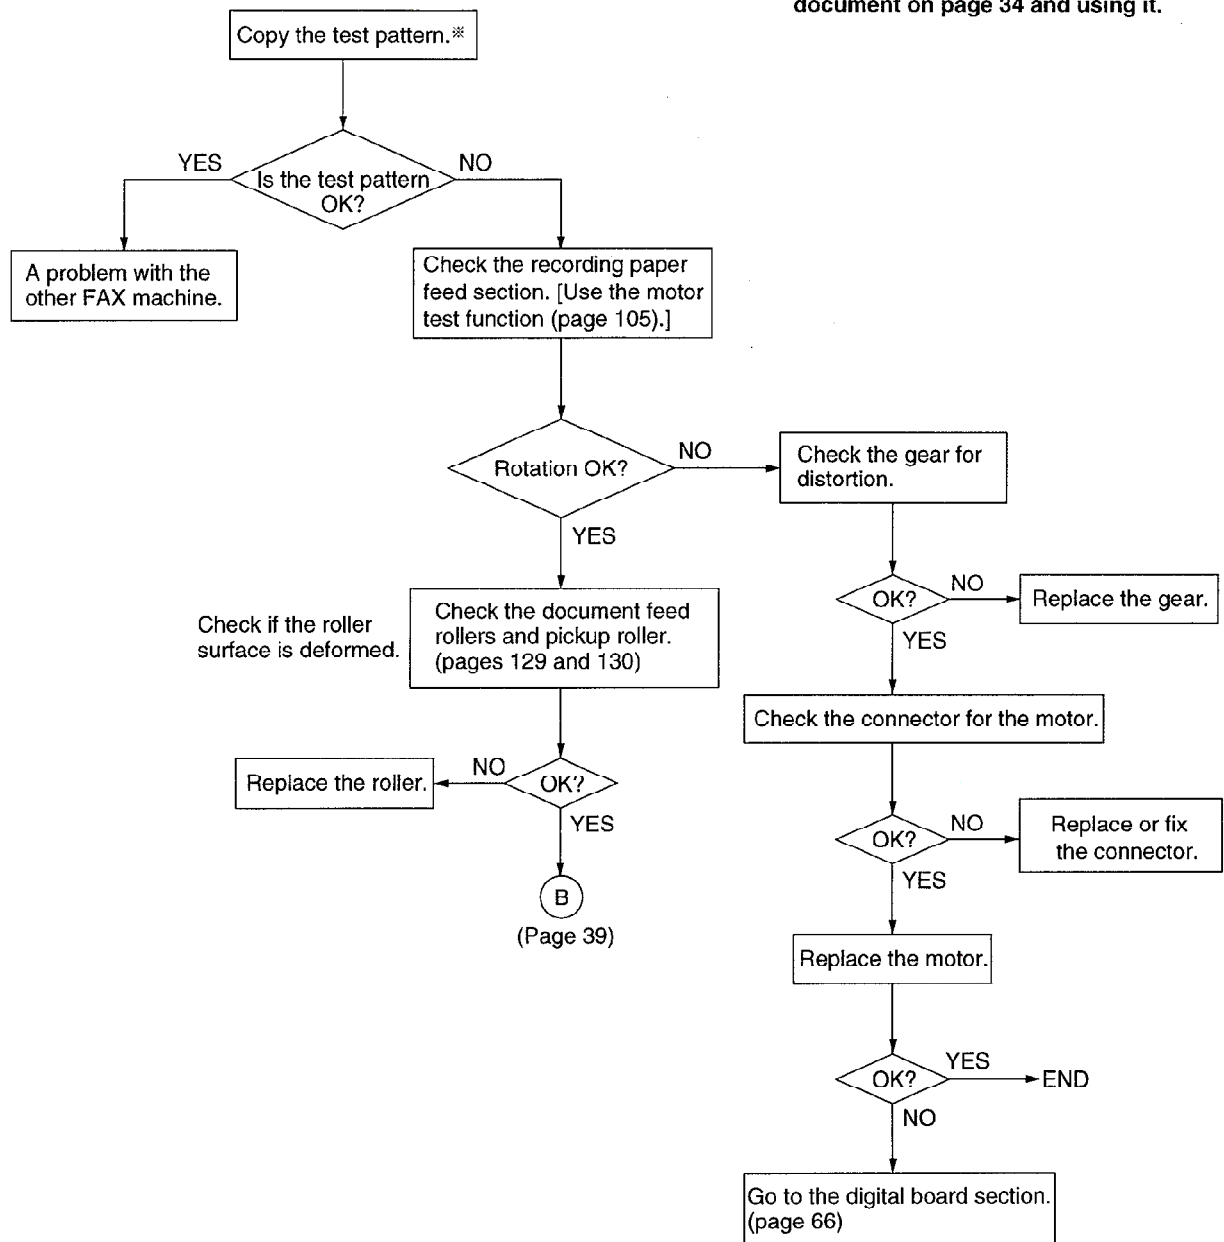 document on page 34 and using it.
Copy the test pattern.※
YES
NO
Is the test pattern
OK?
A problem with the
other FAX machine.
Check the recording paper
feed section. [Use the motor
test function (page 105).]
Rotation OK?
NO
Check the gear for
distortion.
YES
OK?
NO
Replace the gear.
YES
Check if the roller
surface is deformed.
Check the document feed
rollers and pickup roller.
(pages 129 and 130)
Check the connector for the motor.
Replace the roller.
NO
OK?
YES
OK?
NO
Replace or fix
the connector.
YES
B
(Page 39)
Replace the motor.
OK?
YES
END
NO
Go to the digital board section.
(page 66)